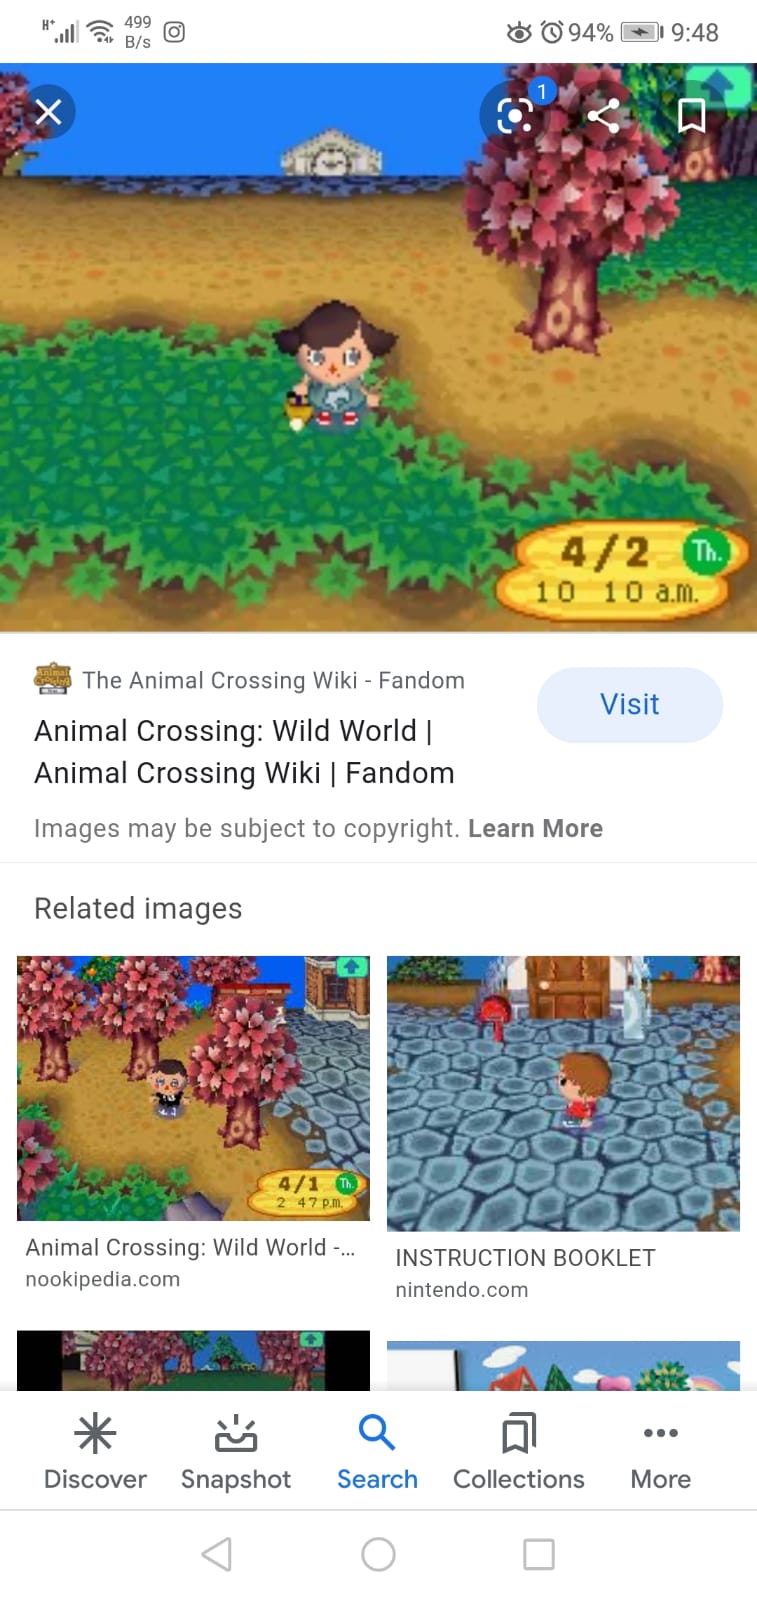 H+ 499 B/s 94% 9:48
1
4/2 Th.
10 10 a.m.
The Animal Crossing Wiki - Fandom
Visit
Animal Crossing: Wild World |
Animal Crossing Wiki | Fandom
Images may be subject to copyright. Learn More
Related images
4/1 Th.
2 47 p.m.
Animal Crossing: Wild World -...
nookipedia.com
INSTRUCTION BOOKLET
nintendo.com
Discover Snapshot Search Collections More